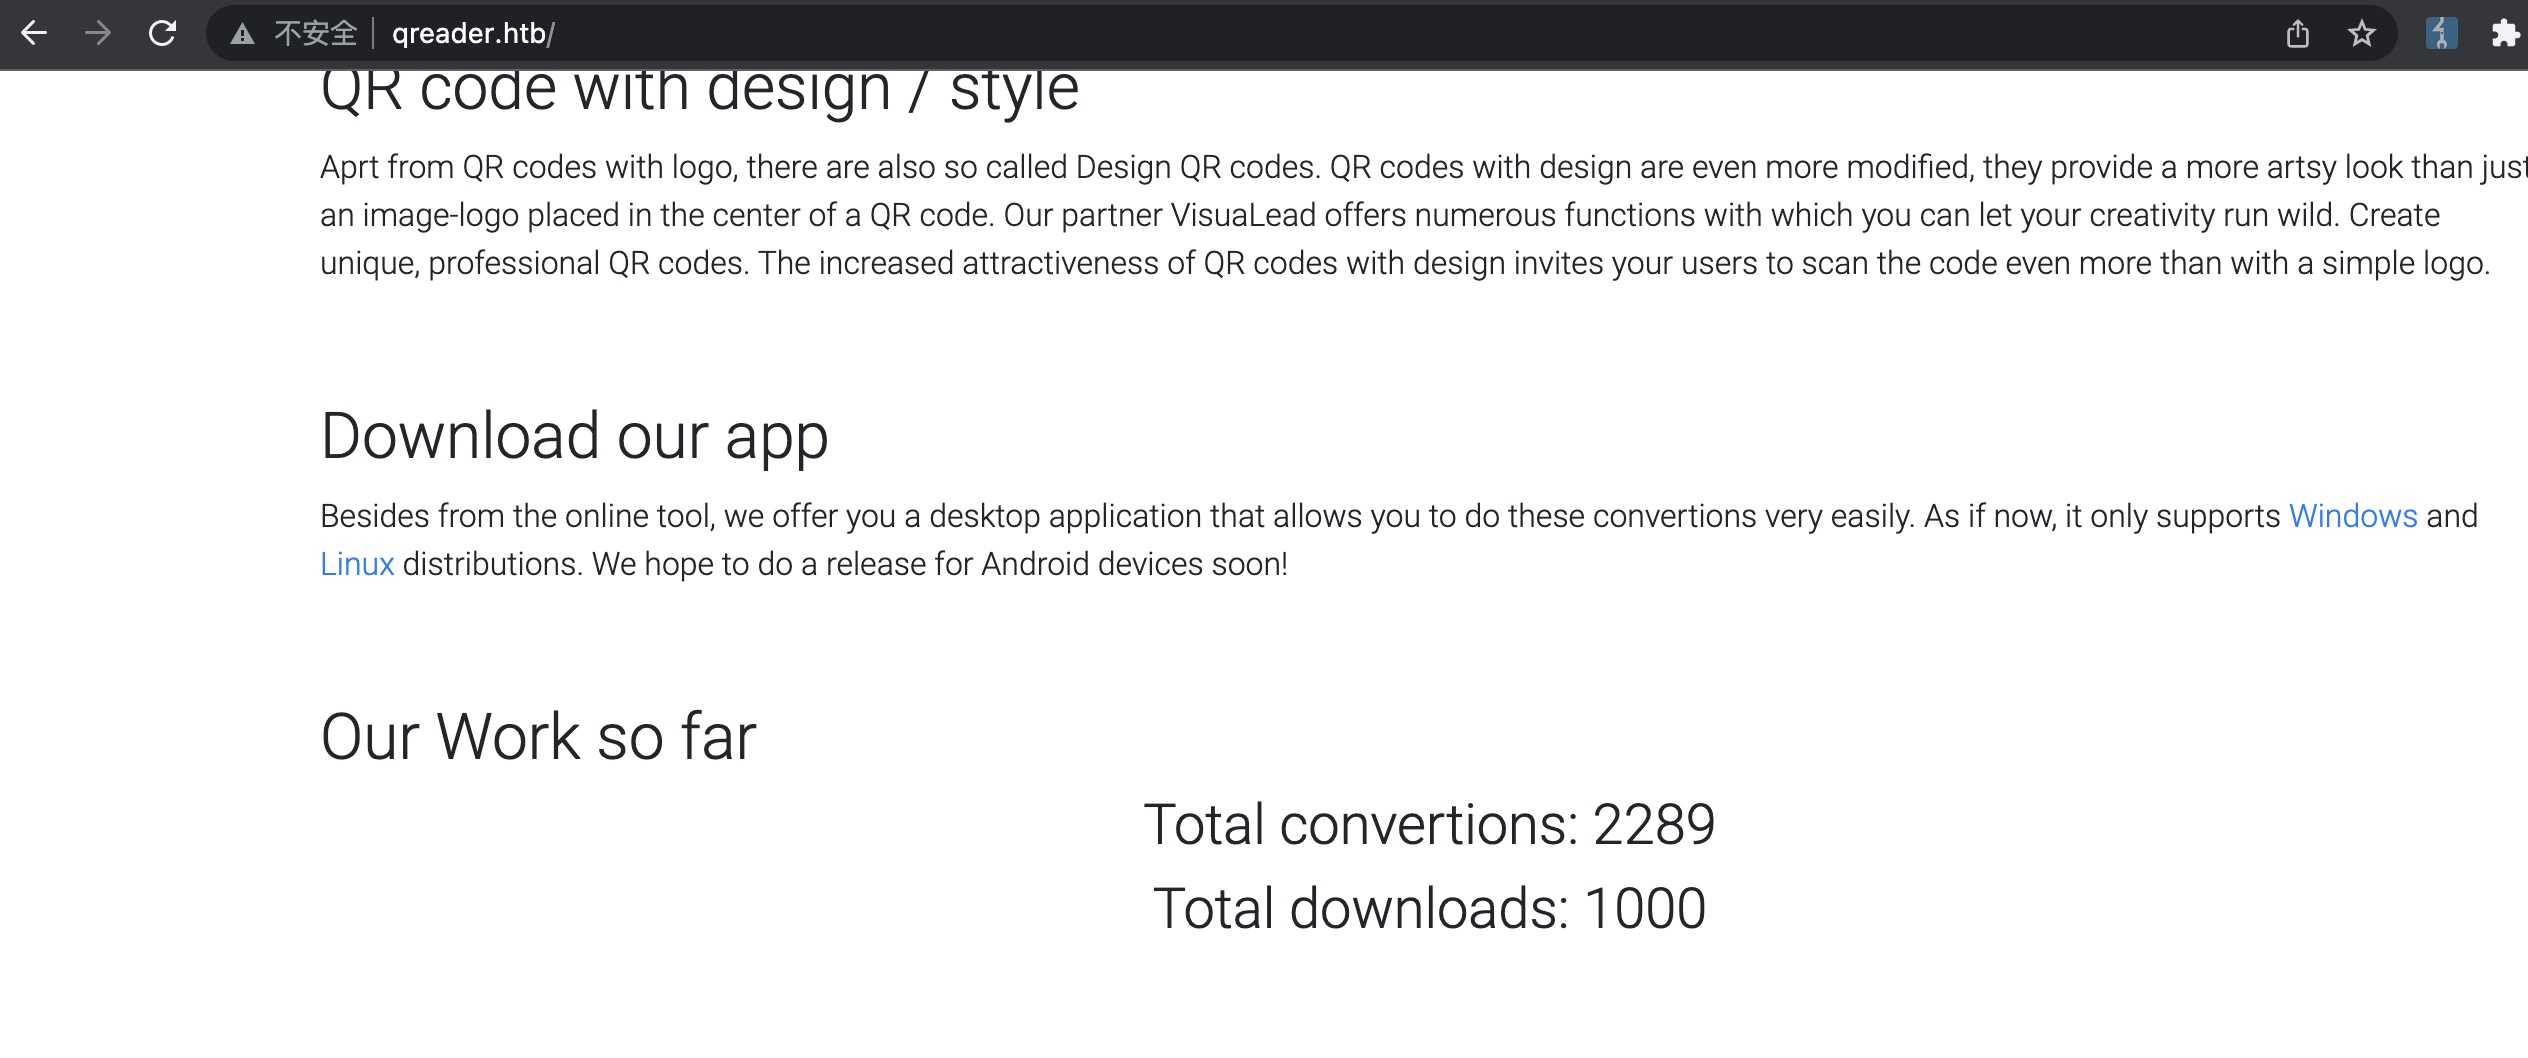 不安全 qreader.htb/
QR code with design / style
Aprt from QR codes with logo, there are also so called Design QR codes. QR codes with design are even more modified, they provide a more artsy look than just
an image-logo placed in the center of a QR code. Our partner VisuaLead offers numerous functions with which you can let your creativity run wild. Create
unique, professional QR codes. The increased attractiveness of QR codes with design invites your users to scan the code even more than with a simple logo.
Download our app
Besides from the online tool, we offer you a desktop application that allows you to do these convertions very easily. As if now, it only supports Windows and
Linux distributions. We hope to do a release for Android devices soon!
Our Work so far
Total convertions: 2289
Total downloads: 1000